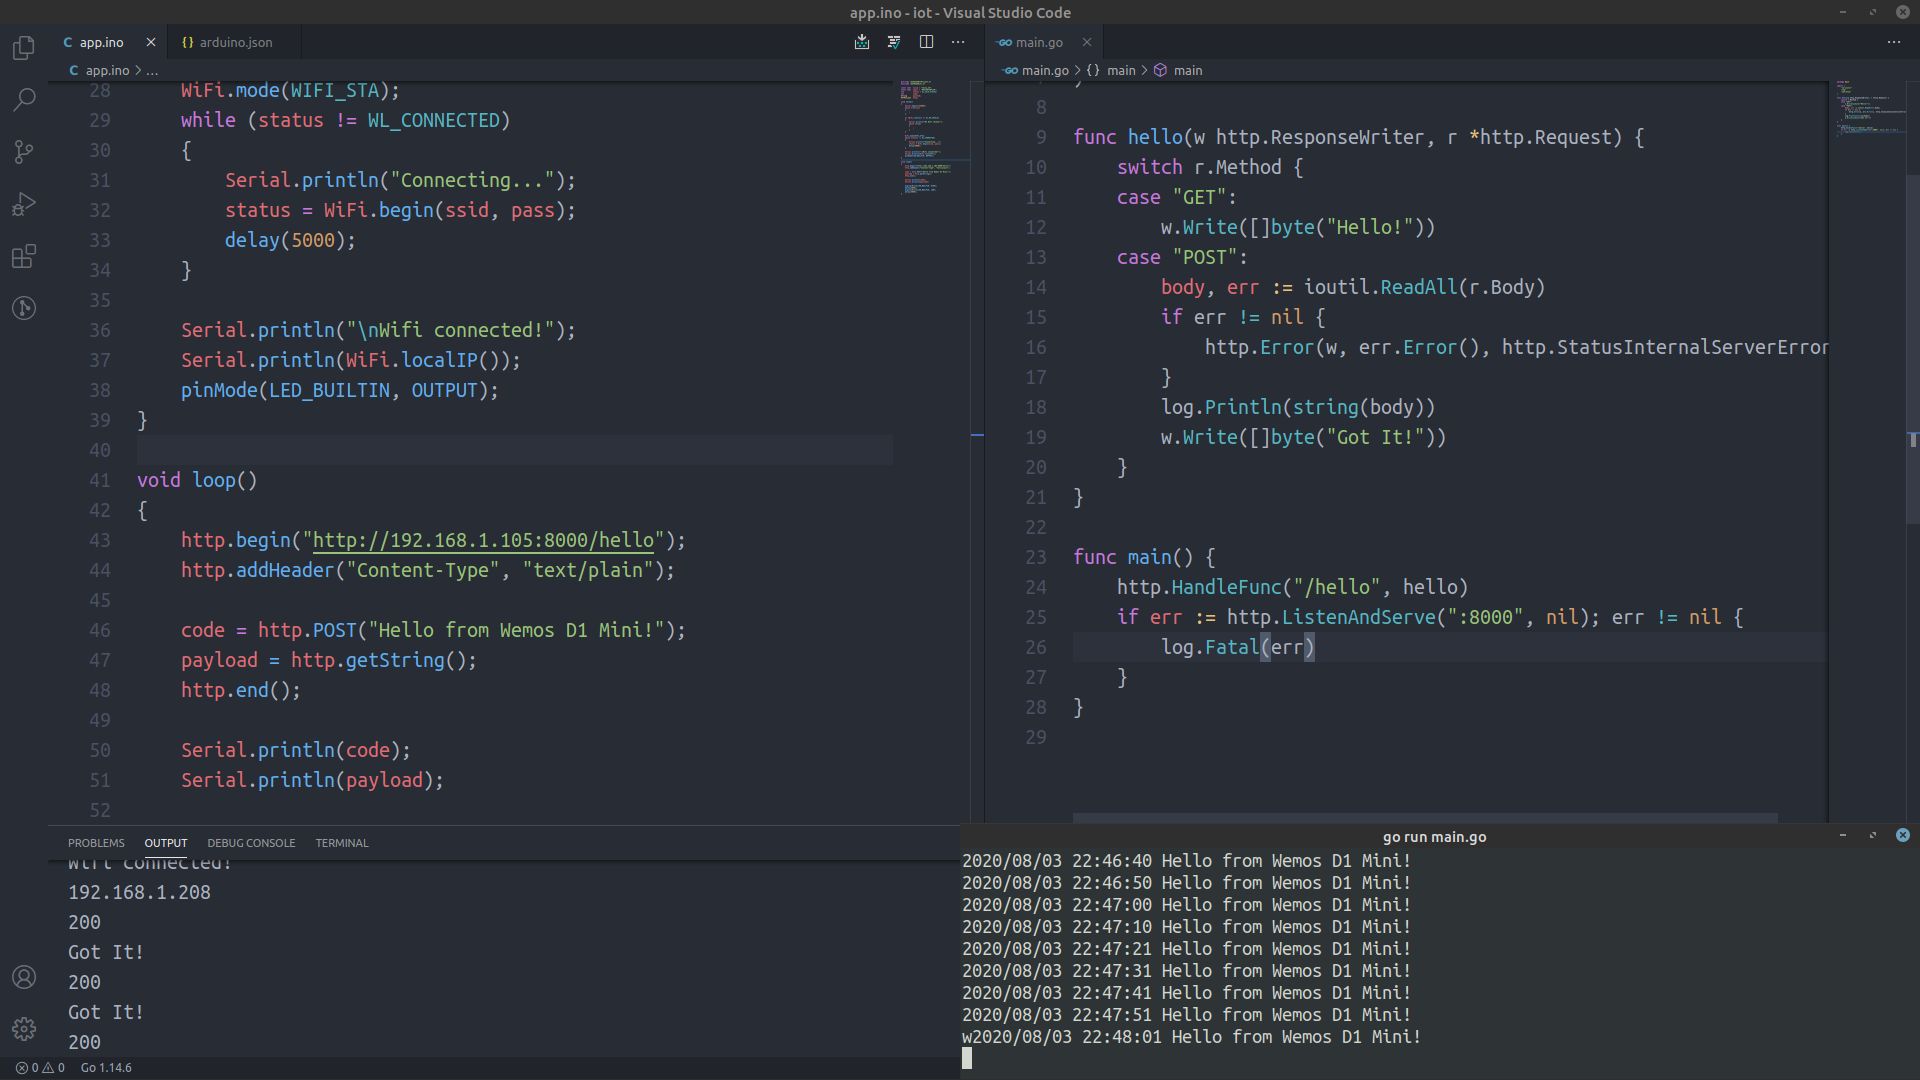 app.ino - iot - Visual Studio Code
C app.ino
{} arduino.json
C app.ino > ...
28 WiFi.mode(WIFI_STA);
29 while (status != WL_CONNECTED)
30 {
31 Serial.println("Connecting...");
32 status = WiFi.begin(ssid, pass);
33 delay(5000);
34 }
35
36 Serial.println("\nWifi connected!");
37 Serial.println(WiFi.localIP());
38 pinMode(LED_BUILTIN, OUTPUT);
39 }
40
41 void loop()
42 {
43 http.begin("http://192.168.1.105:8000/hello");
44 http.addHeader("Content-Type", "text/plain");
45
46 code = http.POST("Hello from Wemos D1 Mini!");
47 payload = http.getString();
48 http.end();
49
50 Serial.println(code);
51 Serial.println(payload);
52
GO main.go
GO main.go > {} main > main
8
9 func hello(w http.ResponseWriter, r *http.Request) {
10 switch r.Method {
11 case "GET":
12 w.Write([]byte("Hello!"))
13 case "POST":
14 body, err := ioutil.ReadAll(r.Body)
15 if err != nil {
16 http.Error(w, err.Error(), http.StatusInternalServerError
17 }
18 log.Println(string(body))
19 w.Write([]byte("Got It!"))
20 }
21 }
22
23 func main() {
24 http.HandleFunc("/hello", hello)
25 if err := http.ListenAndServe(":8000", nil); err != nil {
26 log.Fatal(err)
27 }
28 }
29
PROBLEMS OUTPUT DEBUG CONSOLE TERMINAL
Wifi connected!
192.168.1.208
200
Got It!
200
Got It!
200
go run main.go
2020/08/03 22:46:40 Hello from Wemos D1 Mini!
2020/08/03 22:46:50 Hello from Wemos D1 Mini!
2020/08/03 22:47:00 Hello from Wemos D1 Mini!
2020/08/03 22:47:10 Hello from Wemos D1 Mini!
2020/08/03 22:47:21 Hello from Wemos D1 Mini!
2020/08/03 22:47:31 Hello from Wemos D1 Mini!
2020/08/03 22:47:41 Hello from Wemos D1 Mini!
2020/08/03 22:47:51 Hello from Wemos D1 Mini!
w2020/08/03 22:48:01 Hello from Wemos D1 Mini!
0 0 Go 1.14.6